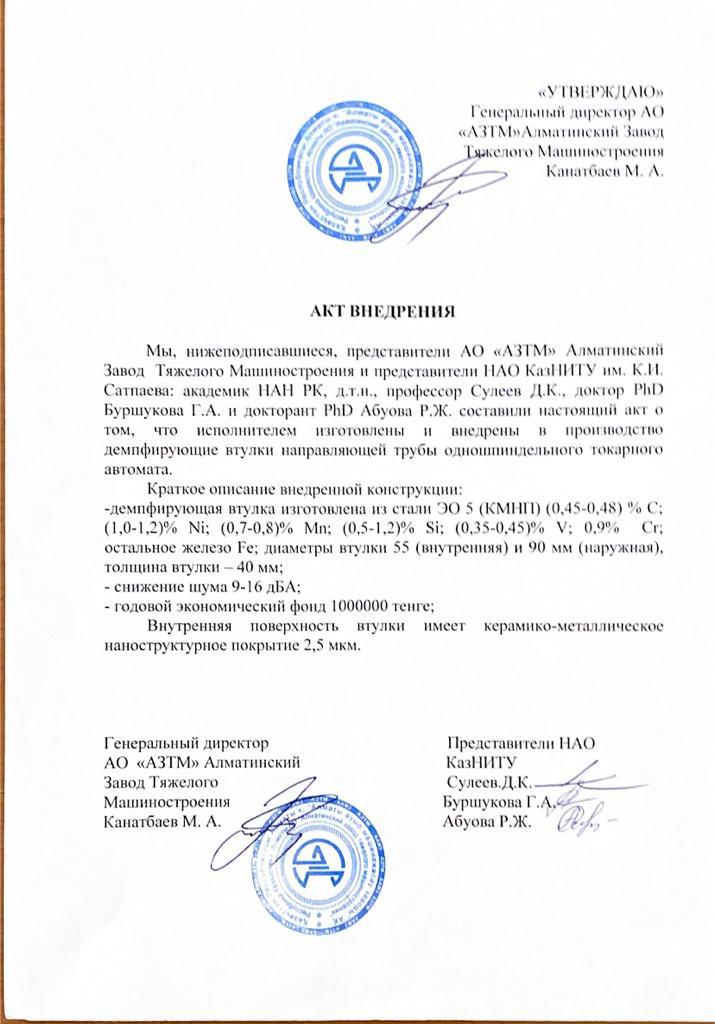 «УТВЕРЖДАЮ»
Генеральный директор АО
«АЗТМ»Алматинский Завод
Тяжелого Машиностроения
Канатбаев М. А.
АКТ ВНЕДРЕНИЯ
Мы, нижеподписавшиеся, представители АО «АЗТМ» Алматинский
Завод Тяжелого Машиностроения и представители НАО КазНИТУ им. К.И.
Сатпаева: академик НАН РК, д.т.н., профессор Сулеев Д.К., доктор PhD
Буршукова Г.А. и докторант PhD Абуова Р.Ж. составили настоящий акт о
том, что исполнителем изготовлены и внедрены в производство
демпфирующие втулки направляющей трубы одношпиндельного токарного
автомата.
Краткое описание внедренной конструкции:
-демпфирующая втулка изготовлена из стали ЭО 5 (КМНП) (0,45-0,48) % С;
(1,0-1,2)% Ni; (0,7-0,8)% Mn; (0,5-1,2)% Si; (0,35-0,45)% V; 0,9% Cr;
остальное железо Fe; диаметры втулки 55 (внутренняя) и 90 мм (наружная),
толщина втулки – 40 мм;
- снижение шума 9-16 дБА;
- годовой экономический фонд 1000000 тенге;
Внутренняя поверхность втулки имеет керамико-металлическое
наноструктурное покрытие 2,5 мкм.
Генеральный директор
АО «АЗТМ» Алматинский
Завод Тяжелого
Машиностроения
Канатбаев М. А.
Представители НАО
КазНИТУ
Сулеев.Д.К.
Буршукова Г.А.
Абуова Р.Ж.